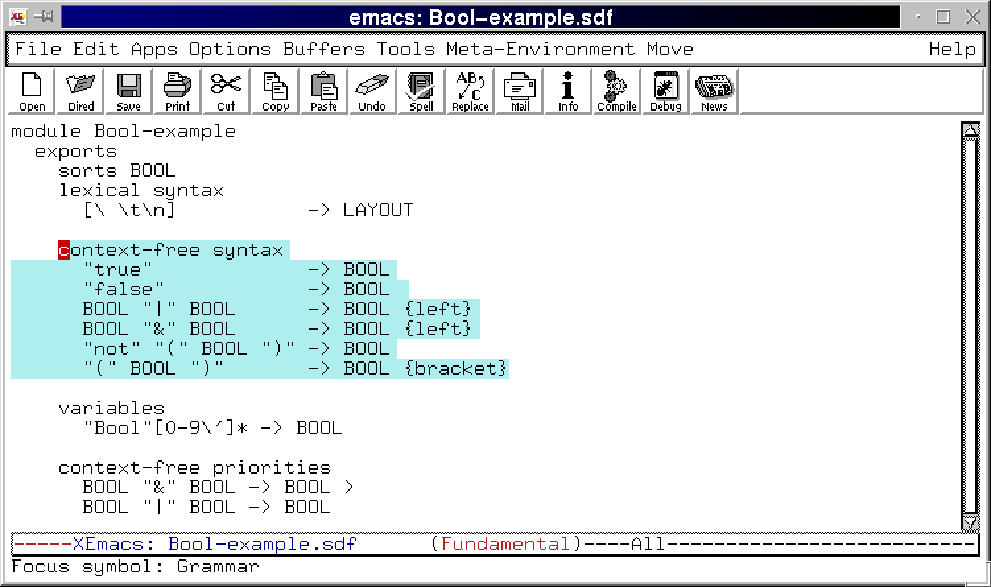 emacs: Bool-example.sdf
File Edit Apps Options Buffers Tools Meta-Environment Move Help
Open Dired Save Print Cut Copy Paste Undo Spell Replace Mail Info Compile Debug News
module Bool-example
  exports
    sorts BOOL
    lexical syntax
      [\ \t\n]           -> LAYOUT
    context-free syntax
      "true"             -> BOOL
      "false"            -> BOOL
      BOOL "|" BOOL      -> BOOL {left}
      BOOL "&" BOOL      -> BOOL {left}
      "not" "(" BOOL ")" -> BOOL
      "(" BOOL ")"       -> BOOL {bracket}
    variables
      "Bool"[0-9\']* -> BOOL
    context-free priorities
      BOOL "&" BOOL -> BOOL >
      BOOL "|" BOOL -> BOOL
-----XEmacs: Bool-example.sdf      (Fundamental)----All--------------------------
Focus symbol: Grammar